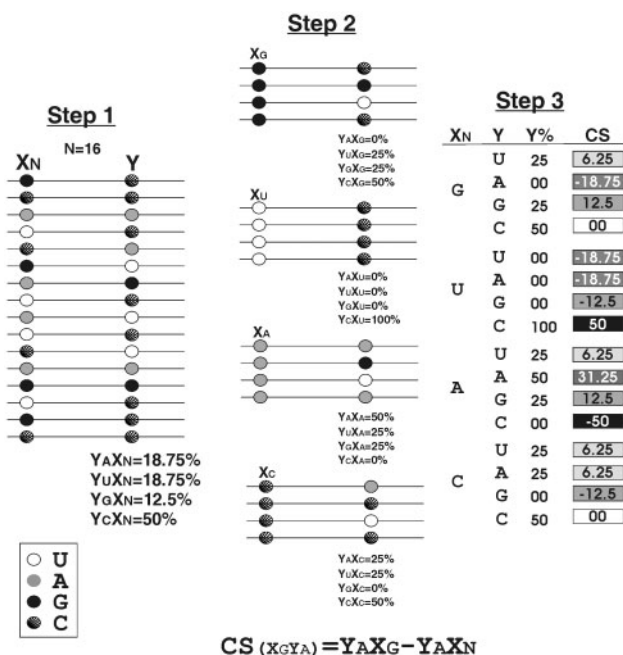 Step 1
N=16
XN Y
YAXN=18.75%
YUXN=18.75%
YGXN=12.5%
YCXN=50%
U
A
G
C
Step 2
XG
YAXG=0%
YUXG=25%
YGXG=25%
YCXG=50%
XU
YAXU=0%
YUXU=0%
YGXU=0%
YCXU=100%
XA
YAXA=50%
YUXA=25%
YGXA=25%
YCXA=0%
XC
YAXC=25%
YUXC=25%
YGXC=0%
YCXC=50%
Step 3
XN Y Y% CS
U 25 6.25
A 00 -18.75
G
G 25 12.5
C 50 00
U 00 -18.75
A 00 -18.75
U
G 00 -12.5
C 100 50
U 25 6.25
A 50 31.25
A
G 25 12.5
C 00 -50
U 25 6.25
A 25 6.25
C
G 00 -12.5
C 50 00
CS (XGYA)=YAXG-YAXN